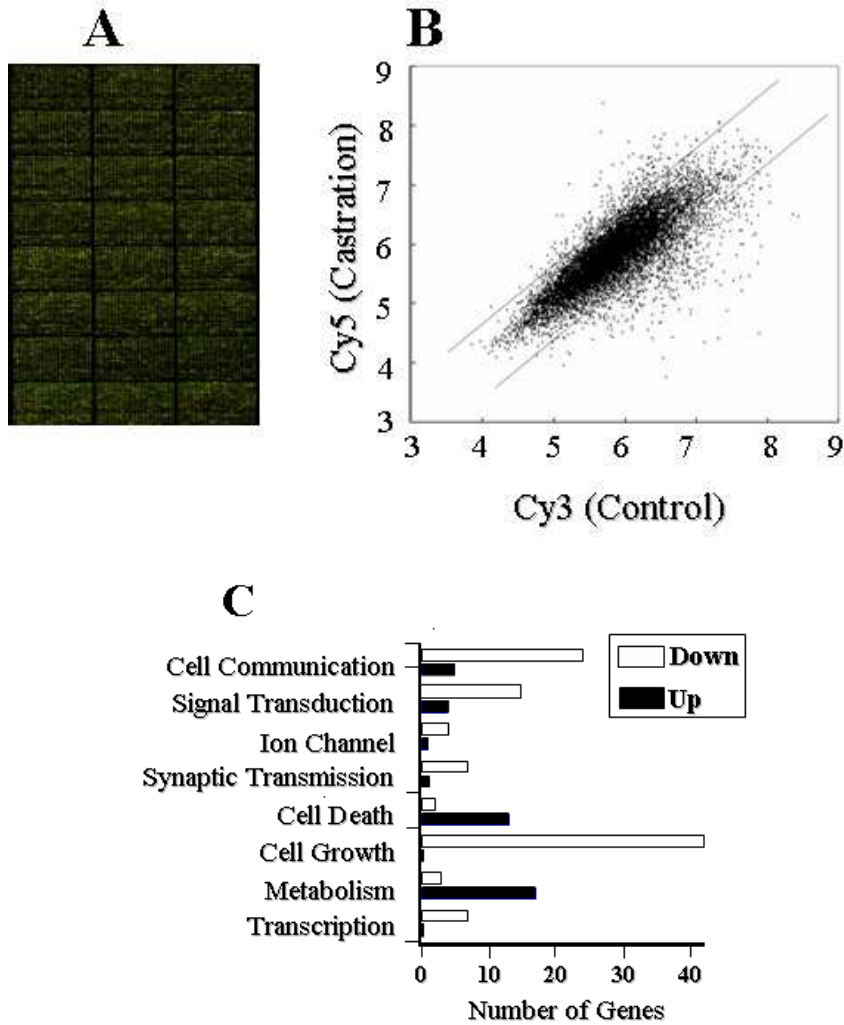 A
B
9
8
7
6
5
4
3
Cy5 (Castration)
3 4 5 6 7 8 9
Cy3 (Control)
C
Down
Up
Cell Communication
Signal Transduction
Ion Channel
Synaptic Transmission
Cell Death
Cell Growth
Metabolism
Transcription
0 10 20 30 40
Number of Genes